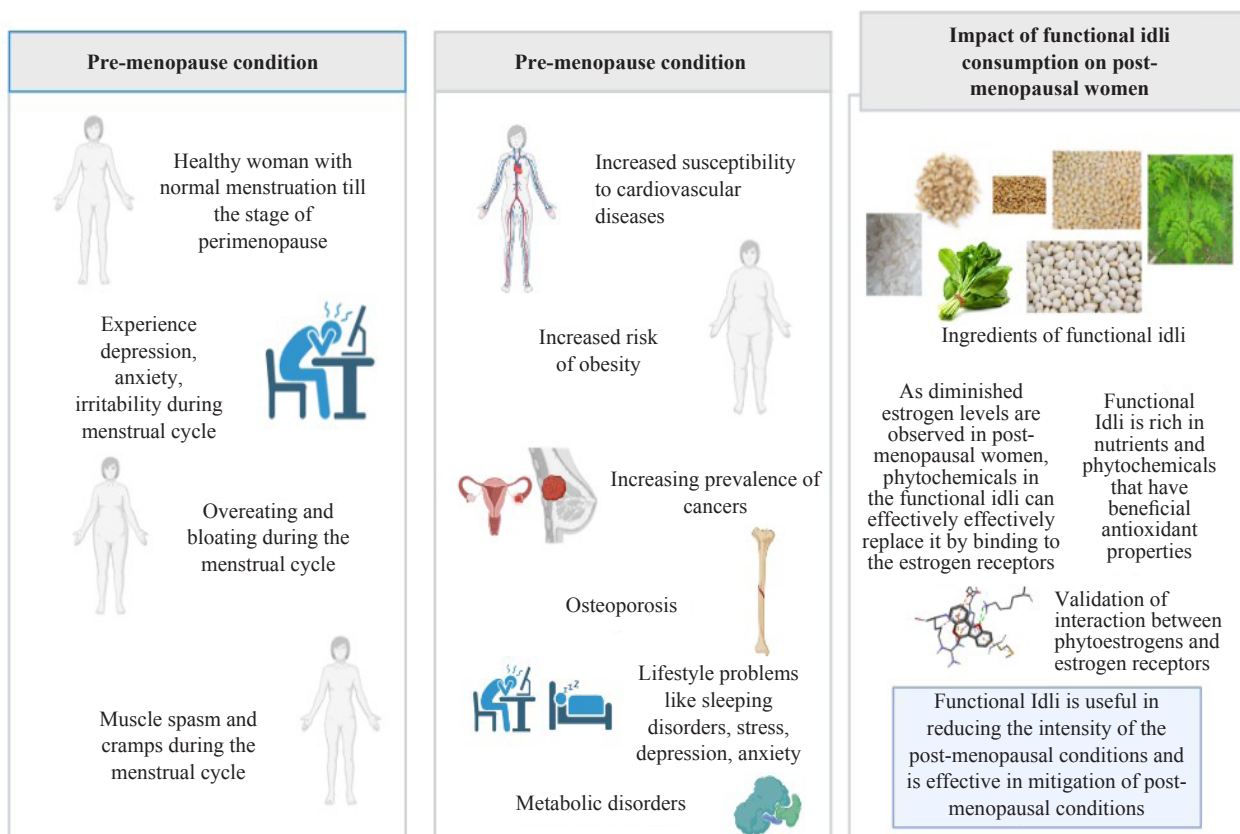 Pre-menopause condition
Healthy woman with
normal menstruation till
the stage of
perimenopause
Experience
depression,
anxiety,
irritability during
menstrual cycle
Overeating and
bloating during the
menstrual cycle
Muscle spasm and
cramps during the
menstrual cycle
Pre-menopause condition
Increased susceptibility
to cardiovascular
diseases
Increased risk
of obesity
Increasing prevalence of
cancers
Osteoporosis
zzz
Lifestyle problems
like sleeping
disorders, stress,
depression, anxiety
Metabolic disorders
Impact of functional idli
consumption on post-
menopausal women
Ingredients of functional idli
As diminished
estrogen levels are
observed in post-
menopausal women,
phytochemicals in
the functional idli can
effectively effectively
replace it by binding to
the estrogen receptors
Functional
Idli is rich in
nutrients and
phytochemicals
that have
beneficial
antioxidant
properties
Validation of
interaction between
phytoestrogens and
estrogen receptors
Functional Idli is useful in
reducing the intensity of the
post-menopausal conditions and
is effective in mitigation of post-
menopausal conditions